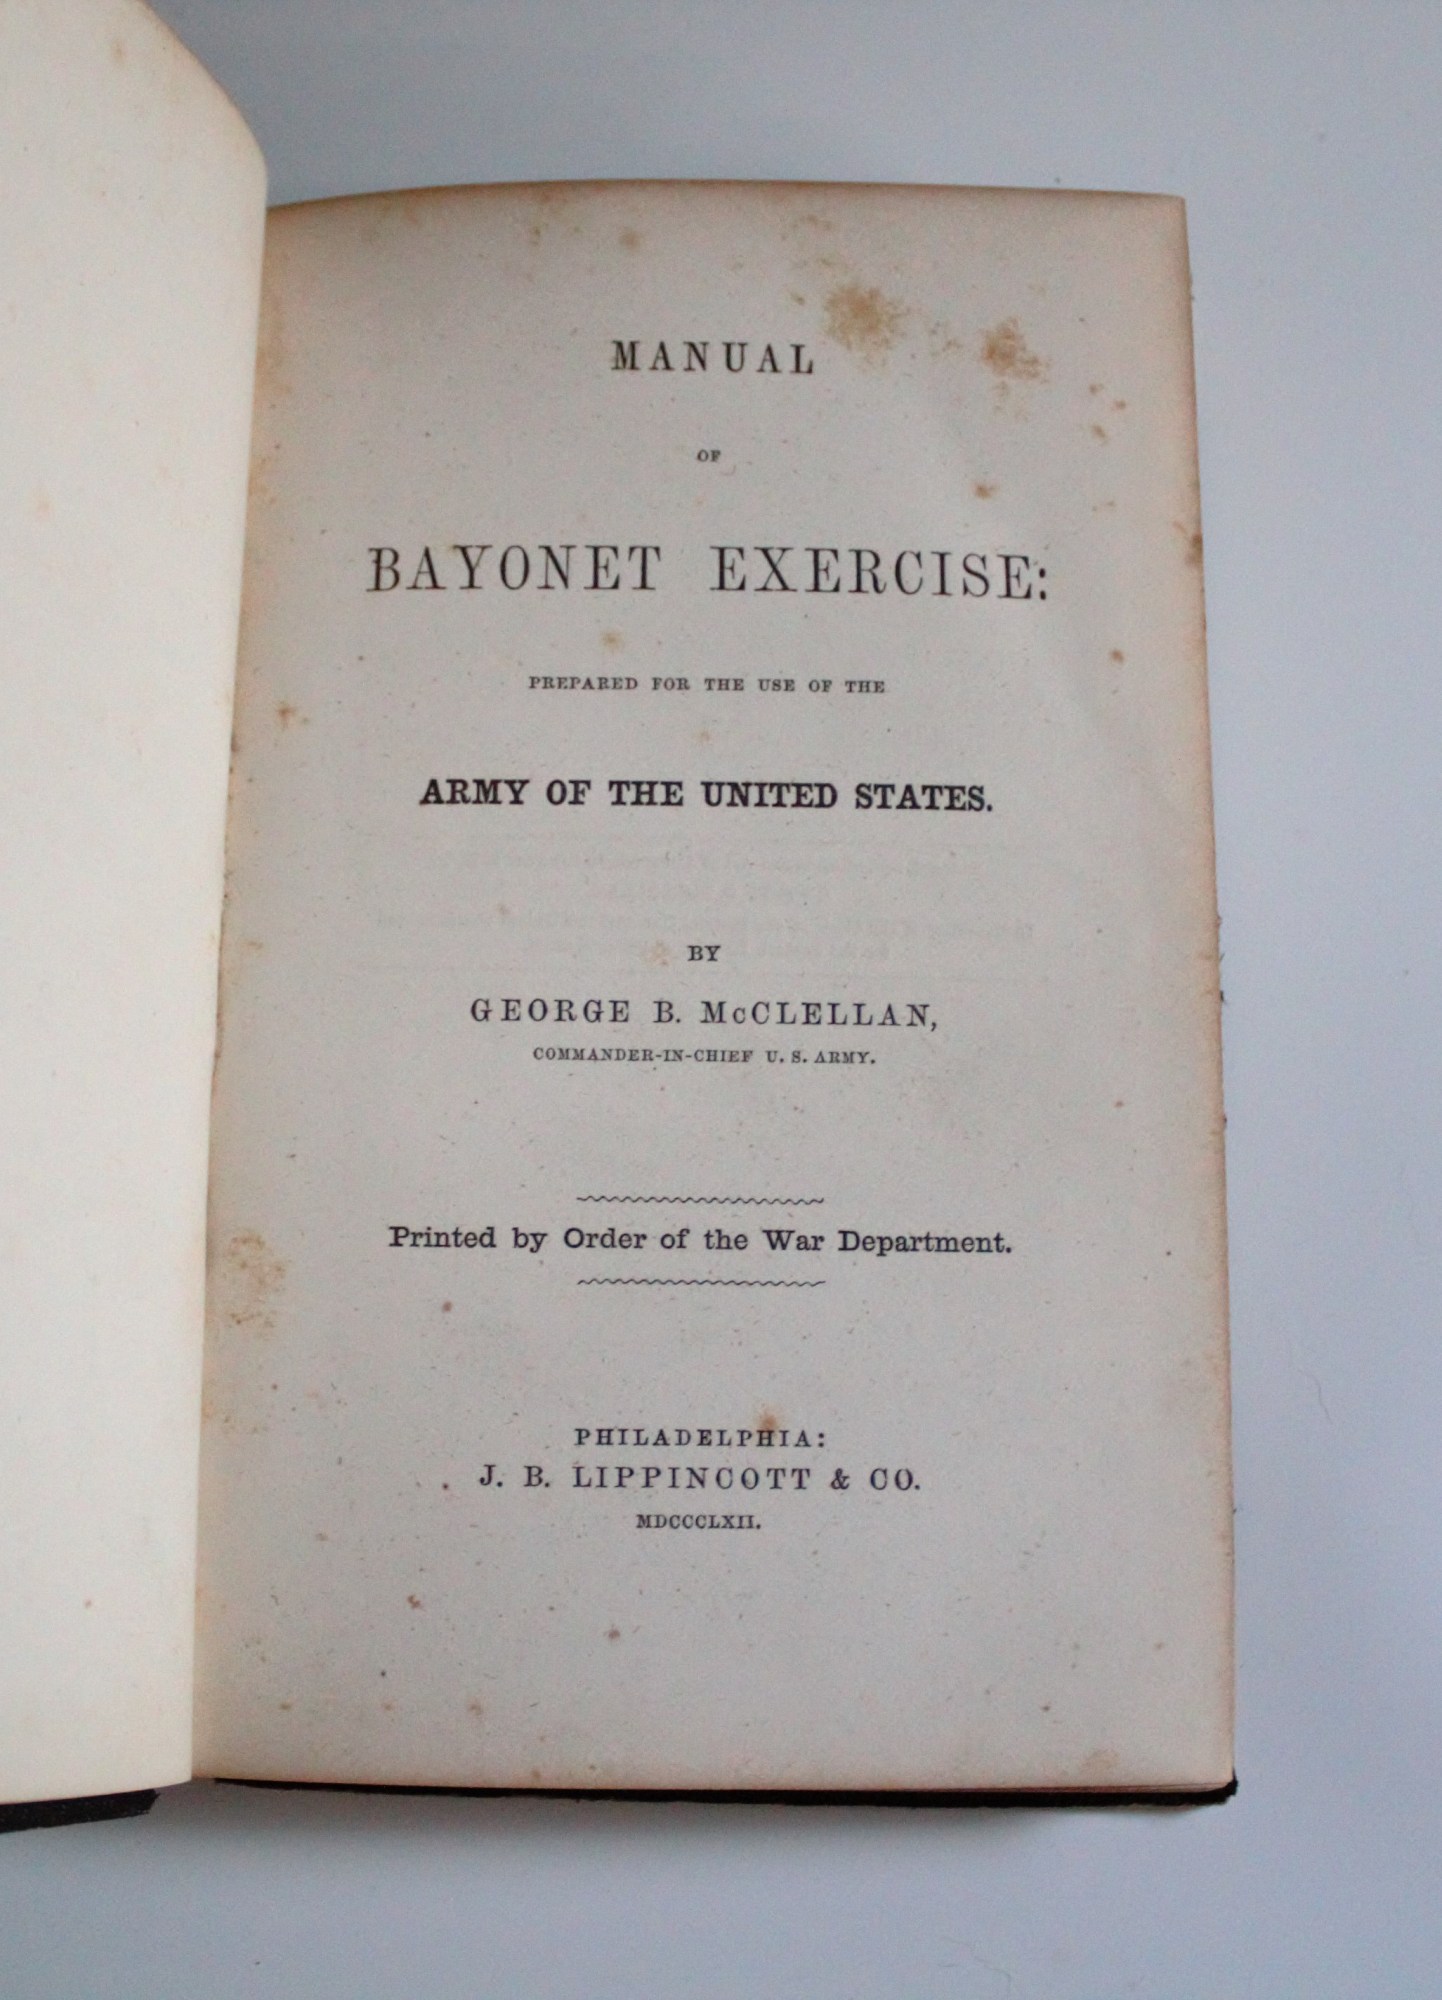 MANUAL
OF
BAYONET EXERCISE:
PREPARED FOR THE USE OF THE
ARMY OF THE UNITED STATES.
BY
GEORGE B. McCLELLAN,
COMMANDER-IN-CHIEF U. S. ARMY.
Printed by Order of the War Department.
PHILADELPHIA:
J. B. LIPPINCOTT & CO.
MDCCCLXII.